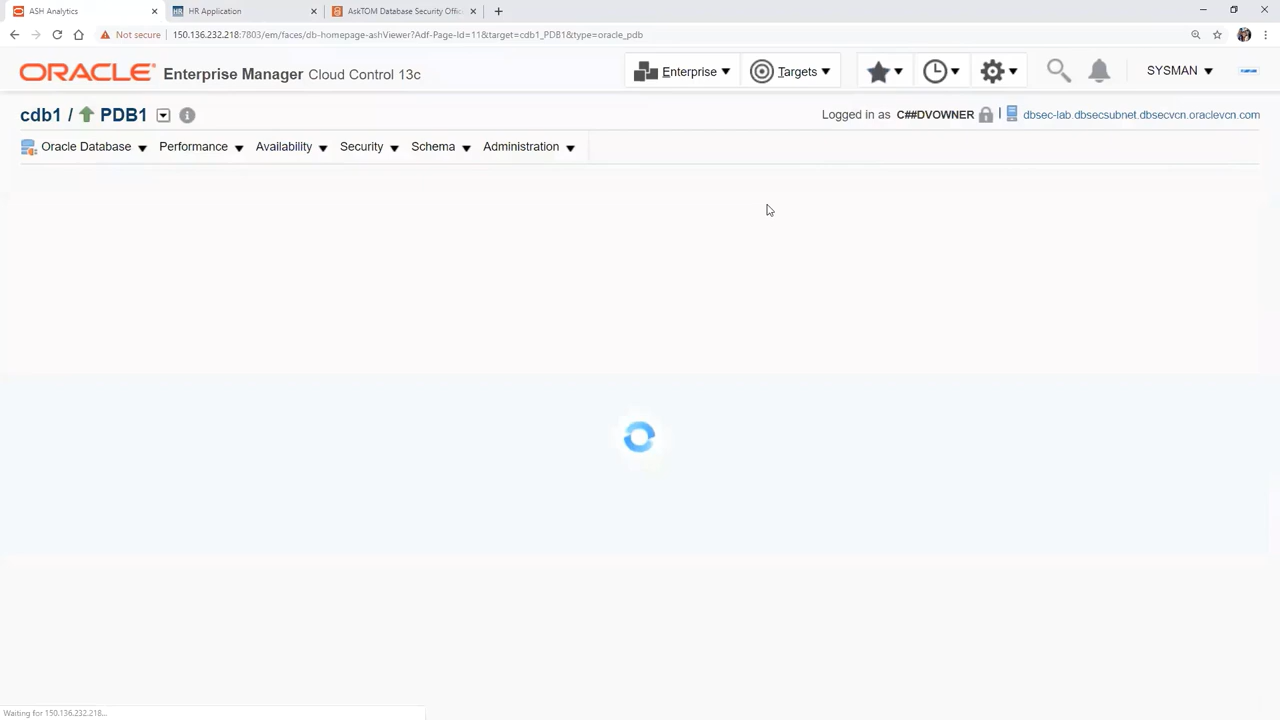 ASH Analytics
HR HR Application
AskTOM Database Security Offic
Not secure 150.136.232.218:7803/em/faces/db-homepage-ashViewer?Adf-Page-Id=11&target=cdb1_PDB1&type=oracle_pdb
ORACLE Enterprise Manager Cloud Control 13c
Enterprise
Targets
SYSMAN
cdb1 / PDB1
Logged in as C##DVOWNER
dbsec-lab.dbsecsubnet.dbsecvcn.oraclevcn.com
Oracle Database Performance Availability Security Schema Administration
Waiting for 150.136.232.218...